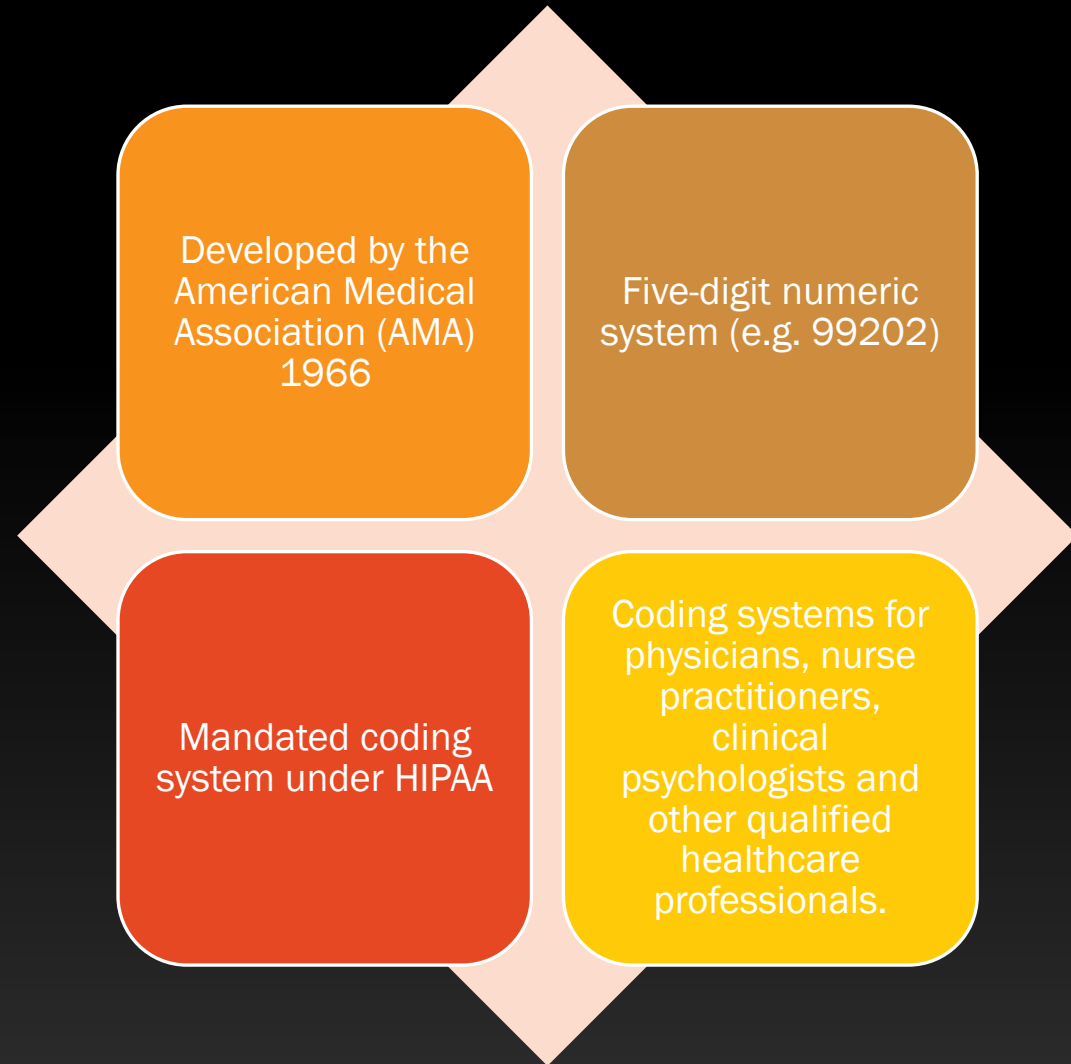 Developed by the
American Medical
Association (AMA)
1966
Five-digit numeric
system (e.g. 99202)
Mandated coding
system under HIPAA
Coding systems for
physicians, nurse
practitioners,
clinical
psychologists and
other qualified
healthcare
professionals.